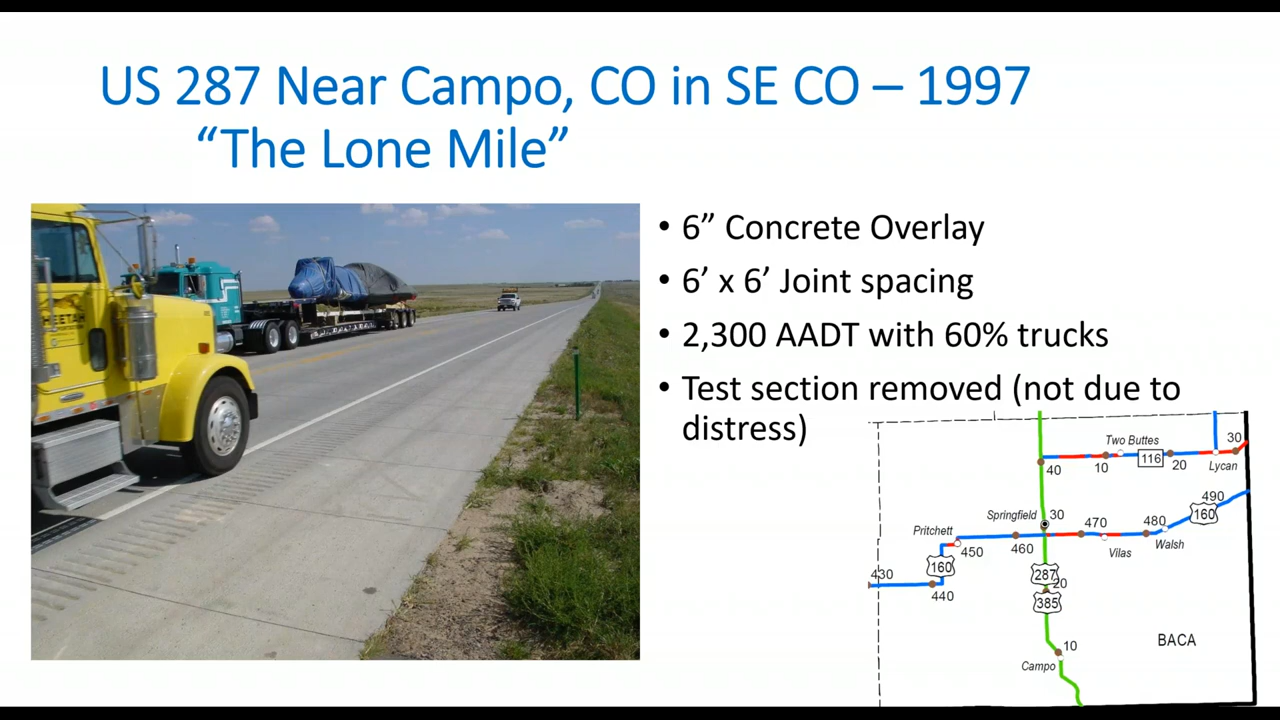 US 287 Near Campo, CO in SE CO – 1997
“The Lone Mile”
• 6” Concrete Overlay
• 6’ x 6’ Joint spacing
• 2,300 AADT with 60% trucks
• Test section removed (not due to
distress)
Two Buttes
30
40
10
116
20
Lycan
490
160
Springfield
30
Pritchett
470
480
450
460
Vilas
Walsh
430
160
440
287
20
385
BACA
10
Campo